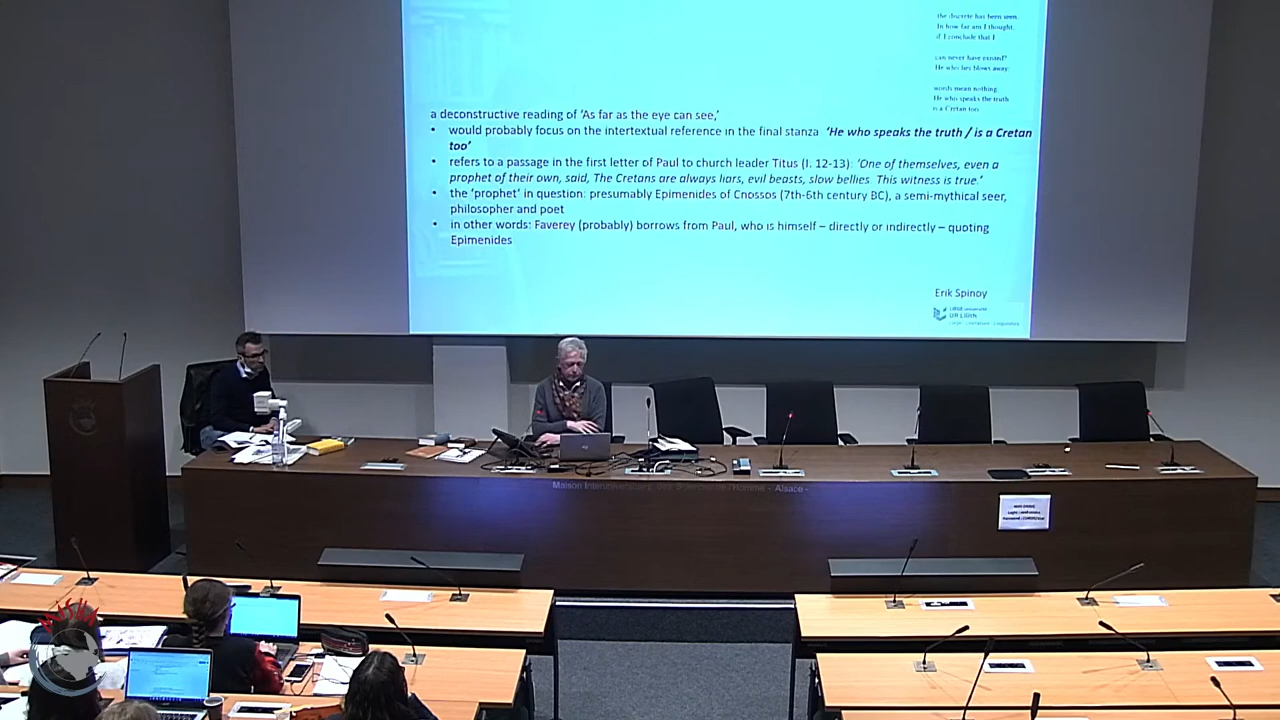 the discrete has been seen.
In how far am I thought,
if I conclude that I
can never have existed?
He who lies blows away:
words mean nothing.
He who speaks the truth
is a Cretan too.
a deconstructive reading of 'As far as the eye can see,'
• would probably focus on the intertextual reference in the final stanza 'He who speaks the truth / is a Cretan
too'
• refers to a passage in the first letter of Paul to church leader Titus (I. 12-13): 'One of themselves, even a
prophet of their own, said, The Cretans are always liars, evil beasts, slow bellies This witness is true.'
• the 'prophet' in question: presumably Epimenides of Cnossos (7th-6th century BC), a semi-mythical seer,
philosopher and poet
• in other words: Faverey (probably) borrows from Paul, who is himself – directly or indirectly – quoting
Epimenides
Erik Spinoy
LIÈGE université
Maison Interuniversitaire des Sciences de l'Homme - Alsace -
MISHA